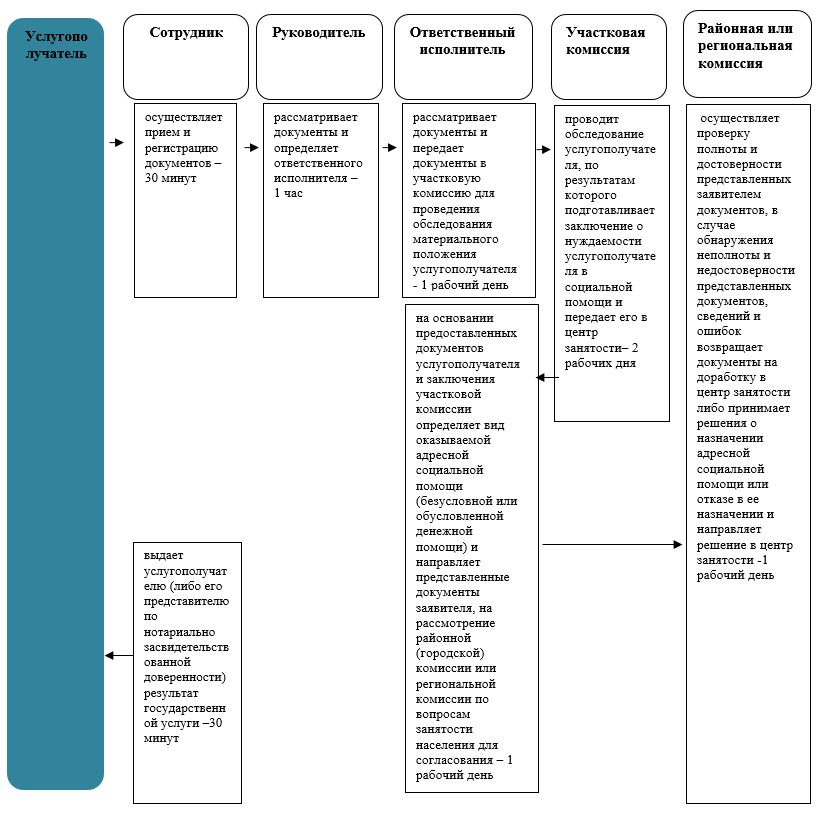 Услугопо
лучатель
Сотрудник
Руководитель
Ответственный
исполнитель
Участковая
комиссия
Районная или
региональная
комиссия
осуществляет
прием и
регистрацию
документов –
30 минут
рассматривает
документы и
определяет
ответственного
исполнителя –
1 час
рассматривает
документы и
передает
документы в
участковую
комиссию для
проведения
обследования
материального
положения
услугополучателя
- 1 рабочий день
проводит
обследование
услугополучате
ля, по
результатам
которого
подготавливает
заключение о
нуждаемости
услугополучате
ля в
социальной
помощи и
передает его в
центр
занятости– 2
рабочих дня
осуществляет
проверку
полноты и
достоверности
представленных
заявителем
документов, в
случае
обнаружения
неполноты и
недостоверности
представленных
документов,
сведений и
ошибок
возвращает
документы на
доработку в
центр занятости
либо принимает
решения о
назначении
адресной
социальной
помощи или
отказе в ее
назначении и
направляет
решение в центр
занятости -1
рабочий день
на основании
предоставленных
документов
услугополучателя
и заключения
участковой
комиссии
определяет вид
оказываемой
адресной
социальной
помощи
(безусловной или
обусловленной
денежной
помощи) и
направляет
представленные
документы
заявителя, на
рассмотрение
районной
(городской)
комиссии или
региональной
комиссии по
вопросам
занятости
населения для
согласования – 1
рабочий день
выдает
услугополучат
елю (либо его
представителю
по
нотариально
засвидетельств
ованной
доверенности)
результат
государственн
ой услуги –30
минут